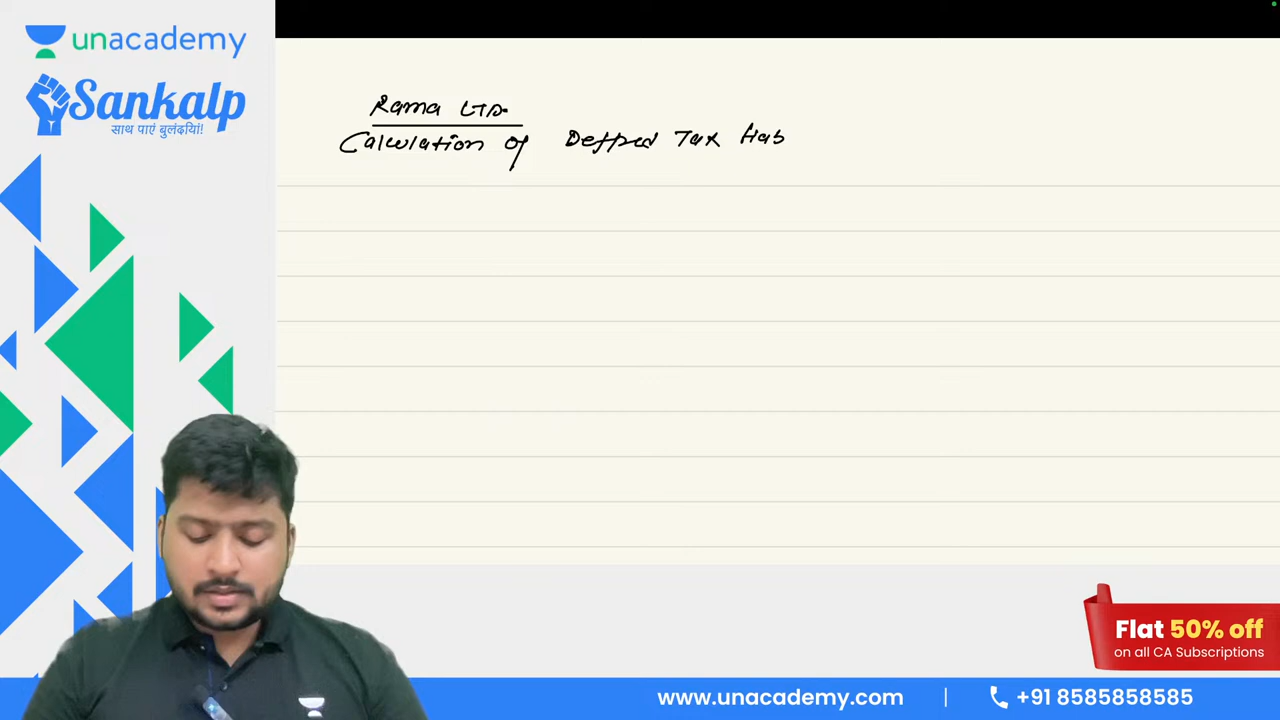 unacademy
Sankalp
साथ पाएं बुलंदियां!
Rama LTD.
Calculation of Deffered Tax liab
Flat 50% off
on all CA Subscriptions
www.unacademy.com | +91 8585858585